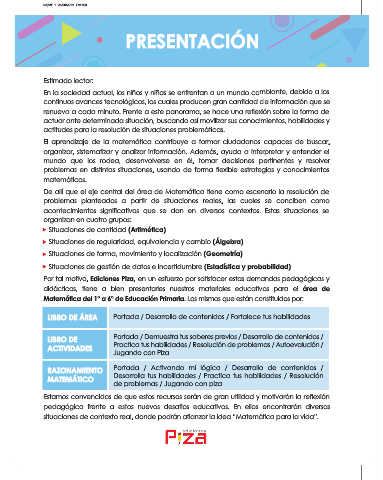 PRESENTACIÓN
Estimado lector:
En la sociedad actual, los niños y niñas se enfrentan a un mundo cambiante, debido a los
continuos avances tecnológicos, los cuales producen gran cantidad de información que se
renueva a cada minuto. Frente a este panorama, se hace una reflexión sobre la forma de
actuar ante determinada situación, buscando así movilizar sus conocimientos, habilidades y
actitudes para la resolución de situaciones problemáticas.
El aprendizaje de la matemática contribuye a formar ciudadanos capaces de buscar,
organizar, sistematizar y analizar información. Además, ayuda a interpretar y entender el
mundo que los rodea, desenvolverse en él, tomar decisiones pertinentes y resolver
problemas en distintas situaciones, usando de forma flexible estrategias y conocimientos
matemáticos.
De allí que el eje central del área de Matemática tiene como escenario la resolución de
problemas planteados a partir de situaciones reales, las cuales se conciben como
acontecimientos significativos que se dan en diversos contextos. Estas situaciones se
organizan en cuatro grupos:
Situaciones de cantidad (Aritmética)
Situaciones de regularidad, equivalencia y cambio (Álgebra)
Situaciones de forma, movimiento y localización (Geometría)
Situaciones de gestión de datos e incertidumbre (Estadística y probabilidad)
Por tal motivo, Ediciones Piza, en un esfuerzo por satisfacer estas demandas pedagógicas y
didácticas, tiene a bien presentarles nuestros materiales educativos para el área de
Matemática del 1° a 6° de Educación Primaria. Los mismos que están constituidos por:
LIBRO DE ÁREA
Portada / Desarrollo de contenidos / Fortalece tus habilidades
LIBRO DE
ACTIVIDADES
Portada / Demuestra tus saberes previos / Desarrollo de contenidos /
Practica tus habilidades / Resolución de problemas / Autoevalución /
Jugando con Piza
RAZONAMIENTO
MATEMÁTICO
Portada / Activando mi lógica / Desarrollo de contenidos /
Desarrolla tus habilidades / Practica tus habilidades / Resolución
de problemas / Jugando con piza
Estamos convencidos de que estos recursos serán de gran utilidad y motivarán la reflexión
pedagógica frente a estos nuevos desafíos educativos. En ellos encontrarán diversas
situaciones de contexto real, donde podrán afianzar la idea "Matemática para la vida".
Piza